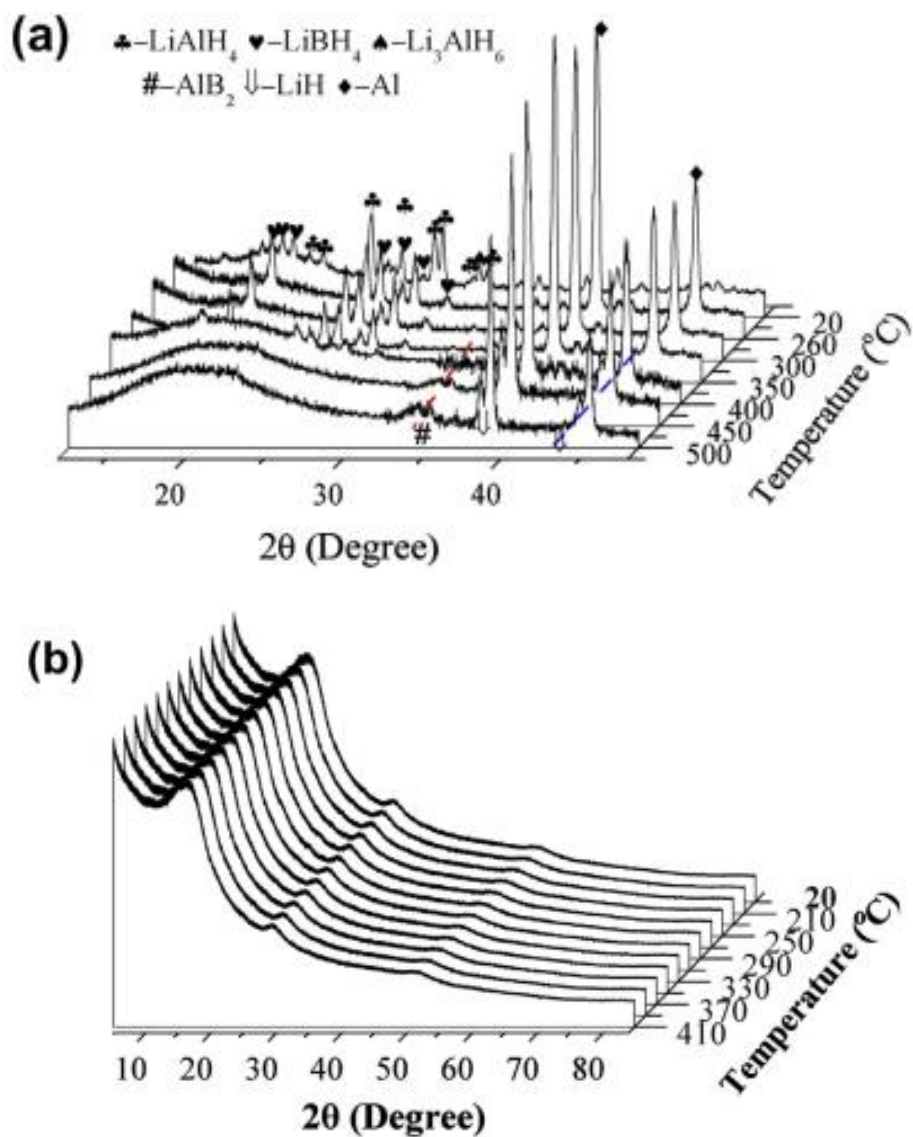 (a) ♣–LiAlH₄ ♥–LiBH₄ ♠–Li₃AlH₆
#–AlB₂ ⇩–LiH ♦–Al
#
20
260
300
350
400
450
500
Temperature (°C)
20 30 40
2θ (Degree)
(b)
20
210
250
290
330
370
410
Temperature (°C)
10 20 30 40 50 60 70 80
2θ (Degree)